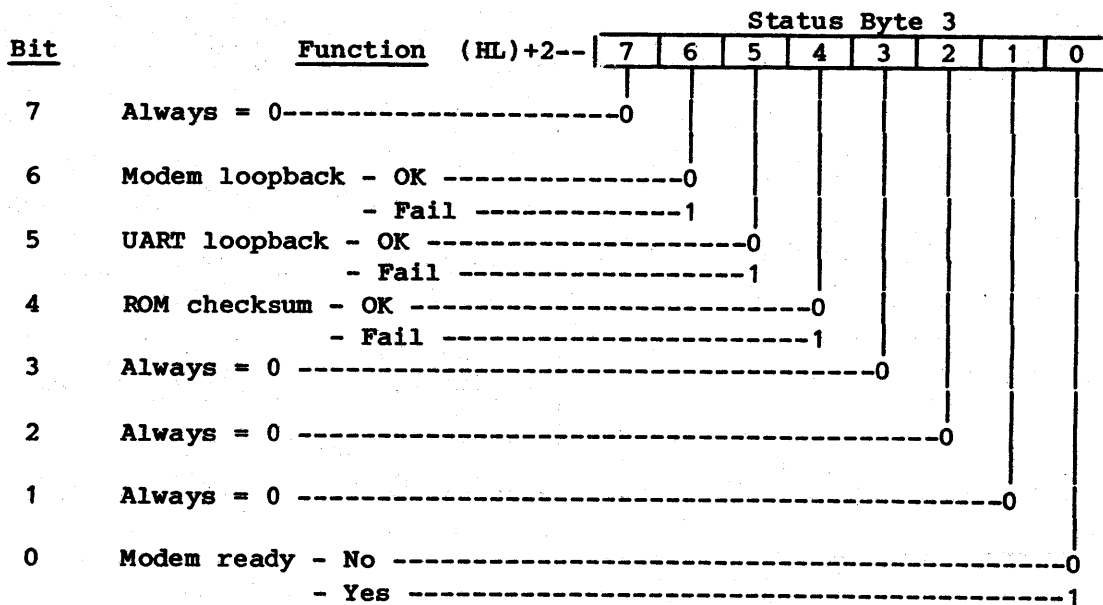 Status Byte 3
Bit Function (HL)+2--| 7 | 6 | 5 | 4 | 3 | 2 | 1 | 0
7 Always = 0---------------------0
6 Modem loopback - OK ---------------0
- Fail -------------1
5 UART loopback - OK --------------------0
- Fail -----------------1
4 ROM checksum - OK -------------------------0
- Fail -----------------------1
3 Always = 0 ------------------------------------0
2 Always = 0 ----------------------------------------0
1 Always = 0 --------------------------------------------0
0 Modem ready - No ------------------------------------------0
- Yes -----------------------------------------1